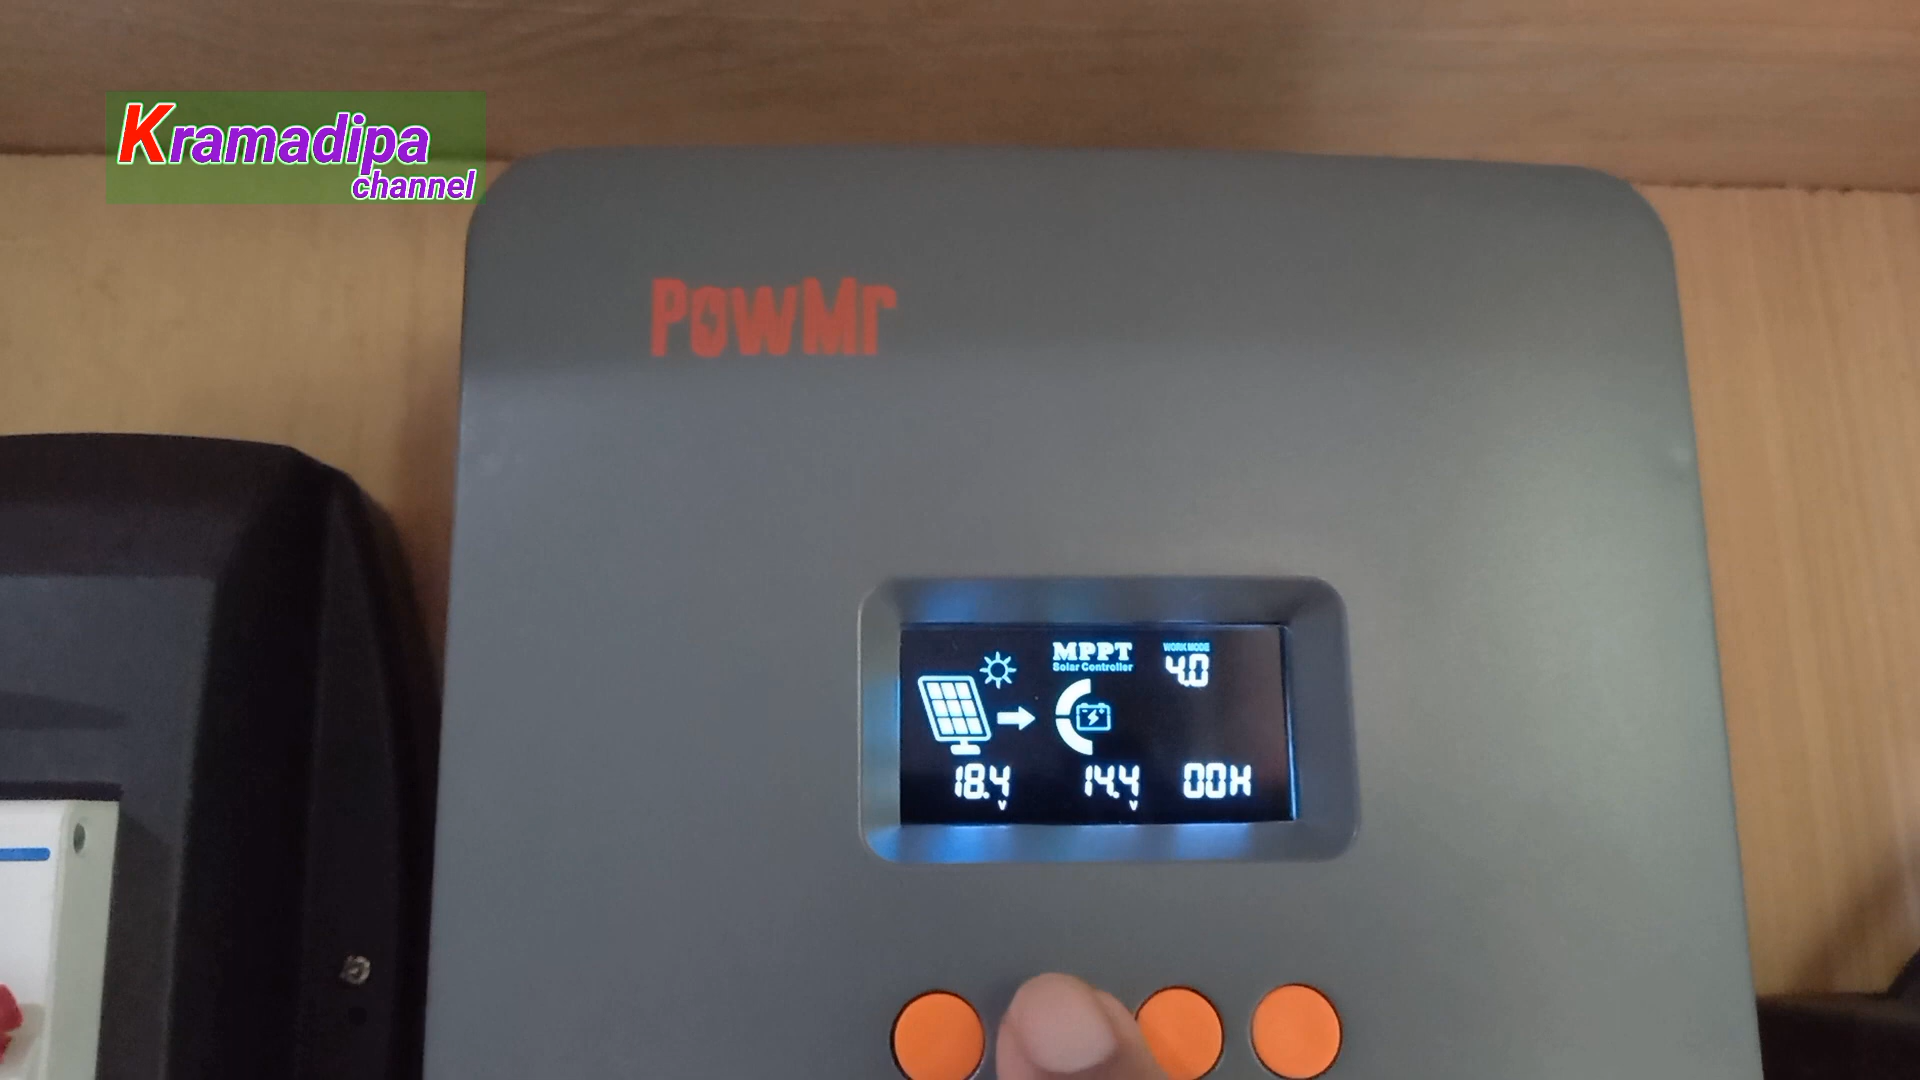 Kramadipa
channel
PowMr
MPPT
Solar Controller
WORK MODE
4.0
18.4 V
14.4 V
00H